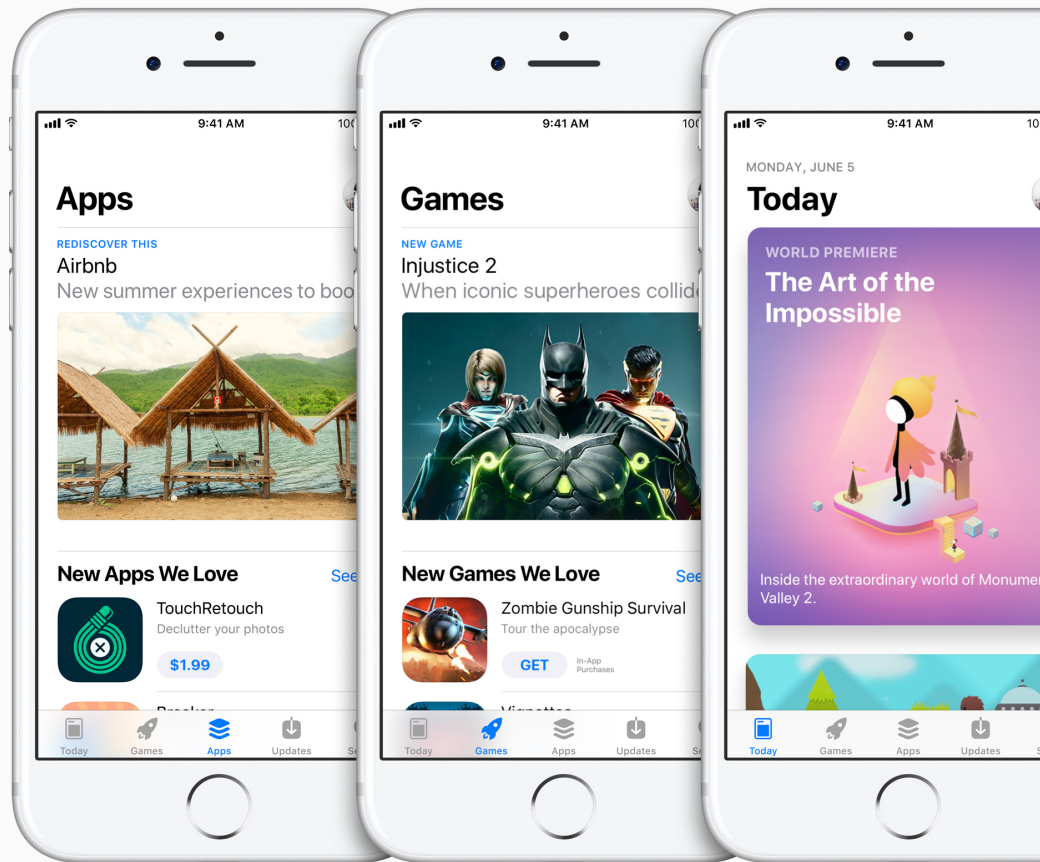 9:41 AM
Apps
REDISCOVER THIS
Airbnb
New summer experiences to boo
New Apps We Love
See
TouchRetouch
Declutter your photos
$1.99
Today
Games
Apps
Updates
9:41 AM
Games
NEW GAME
Injustice 2
When iconic superheroes collide
New Games We Love
See
Zombie Gunship Survival
Tour the apocalypse
GET
In-App
Purchases
Today
Games
Apps
Updates
9:41 AM
MONDAY, JUNE 5
Today
WORLD PREMIERE
The Art of the
Impossible
Inside the extraordinary world of Monumen
Valley 2.
Today
Games
Apps
Updates